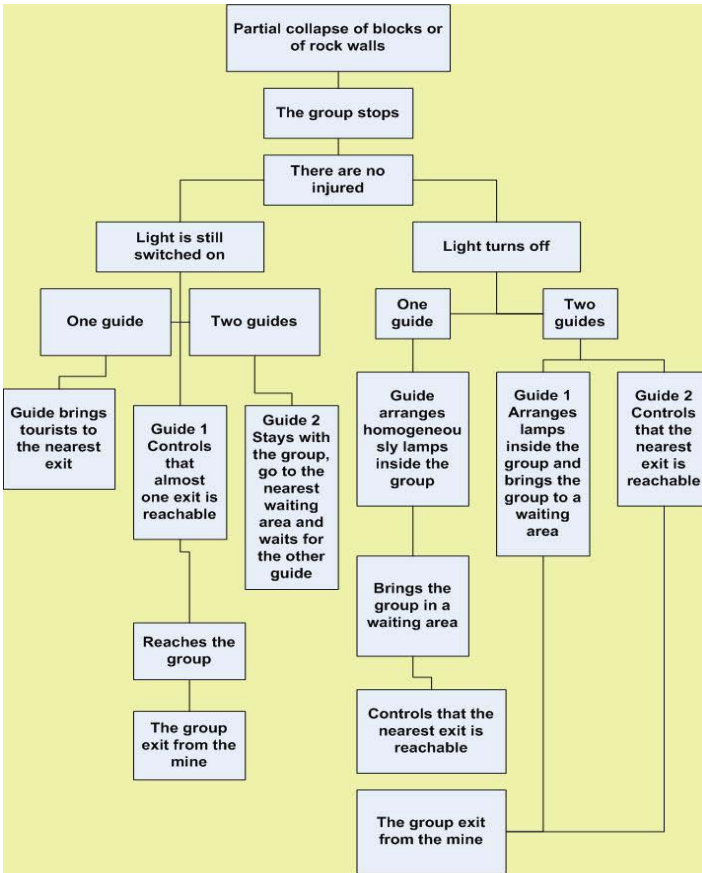 Partial collapse of blocks or
of rock walls
The group stops
There are no
injured
Light is still
switched on
Light turns off
One guide
Two guides
One
guide
Two
guides
Guide brings
tourists to
the nearest
exit
Guide 1
Controls
that
almost
one exit is
reachable
Guide 2
Stays with
the group,
go to the
nearest
waiting
area and
waits for
the other
guide
Guide
arranges
homogeneou
sly lamps
inside the
group
Guide 1
Arranges
lamps
inside the
group and
brings the
group to a
waiting
area
Guide 2
Controls
that the
nearest
exit is
reachable
Reaches the
group
Brings the
group in a
waiting area
The group
exit from the
mine
Controls that the
nearest exit is
reachable
The group exit
from the mine